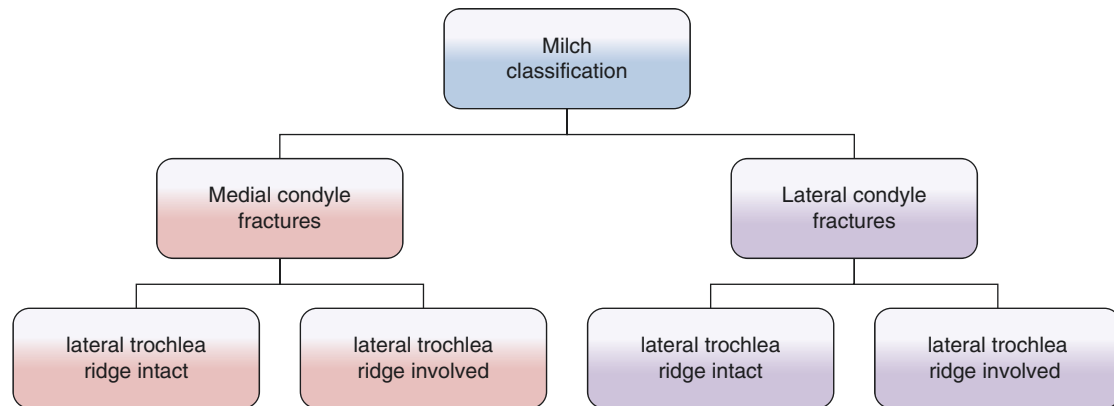 Milch
classification
Medial condyle
fractures
Lateral condyle
fractures
lateral trochlea
ridge intact
lateral trochlea
ridge involved
lateral trochlea
ridge intact
lateral trochlea
ridge involved